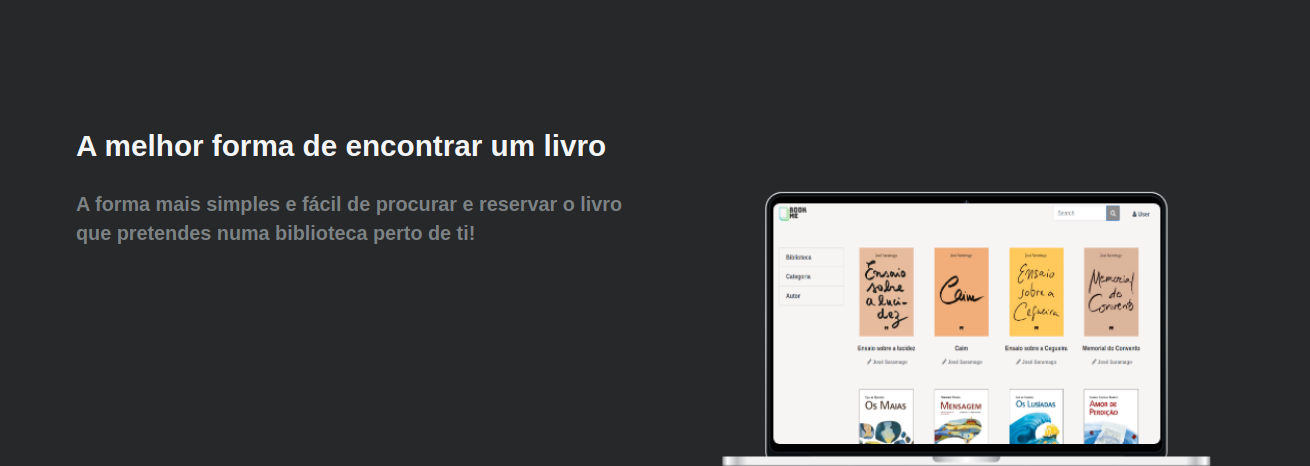 A melhor forma de encontrar um livro
A forma mais simples e fácil de procurar e reservar o livro
que pretendes numa biblioteca perto de ti!
BOOK
ME
Search
User
Biblioteca
Categoria
Autor
José Saramago
Ensaio
sobre
a luci-
dez
José Saramago
Caim
José Saramago
Ensaio
sobre a
Cegueira
José Saramago
Memorial
do
Convento
Ensaio sobre a lucidez
Caim
Ensaio sobre a Cegueira
Memorial do Convento
José Saramago
José Saramago
José Saramago
José Saramago
OS MAIAS
MENSAGEM
OS LUSÍADAS
AMOR DE
PERDIÇÃO